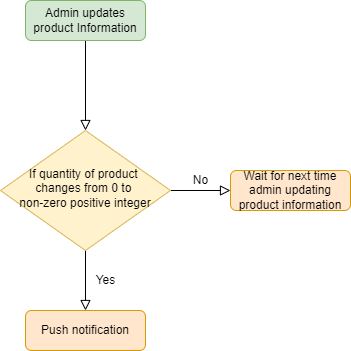 Admin updates
product Information
If quantity of product
changes from 0 to
non-zero positive integer
No
Wait for next time
admin updating
product information
Yes
Push notification